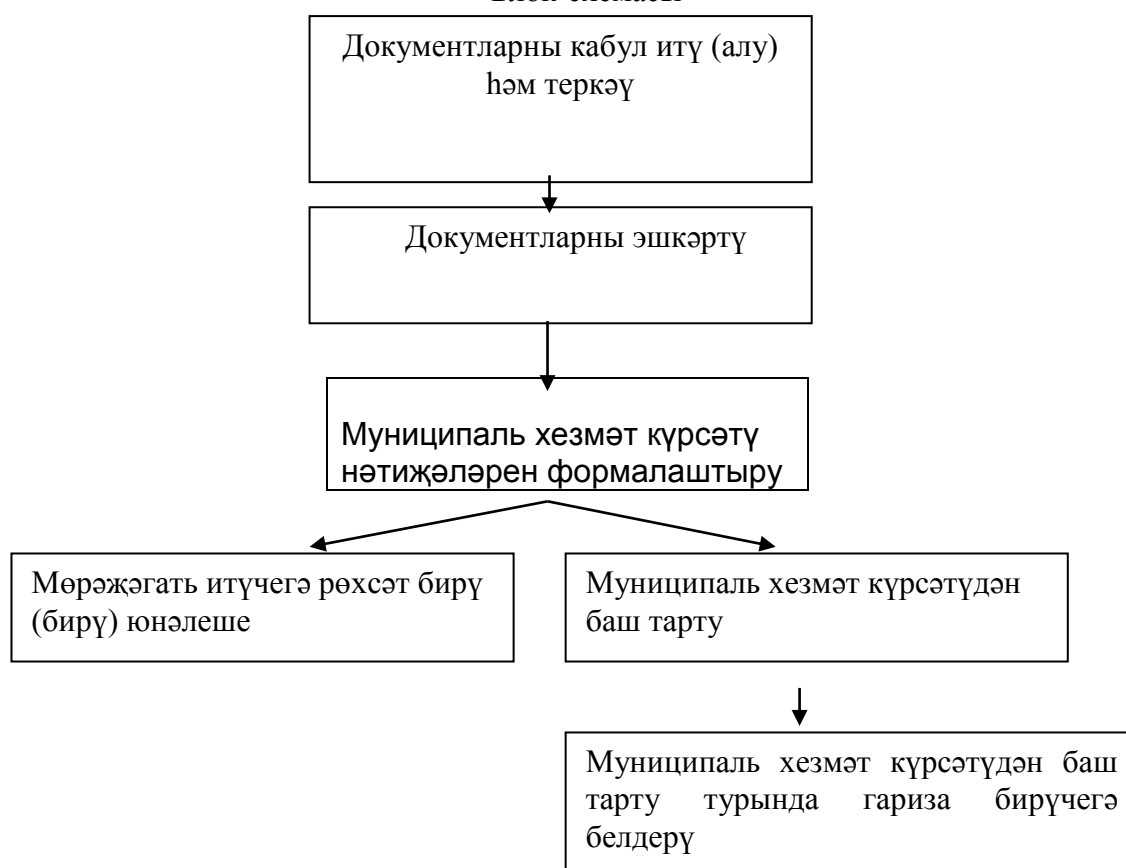 Документларны кабул итү (алу)
һәм теркәү
Документларны эшкәртү
Муниципаль хезмәт күрсәтү
нәтиҗәләрен формалаштыру
Мөрәҗәгать итүчегә рөхсәт бирү
(бирү) юнәлеше
Муниципаль хезмәт күрсәтүдән
баш тарту
Муниципаль хезмәт күрсәтүдән баш
тарту турында гариза бирүчегә
белдерү